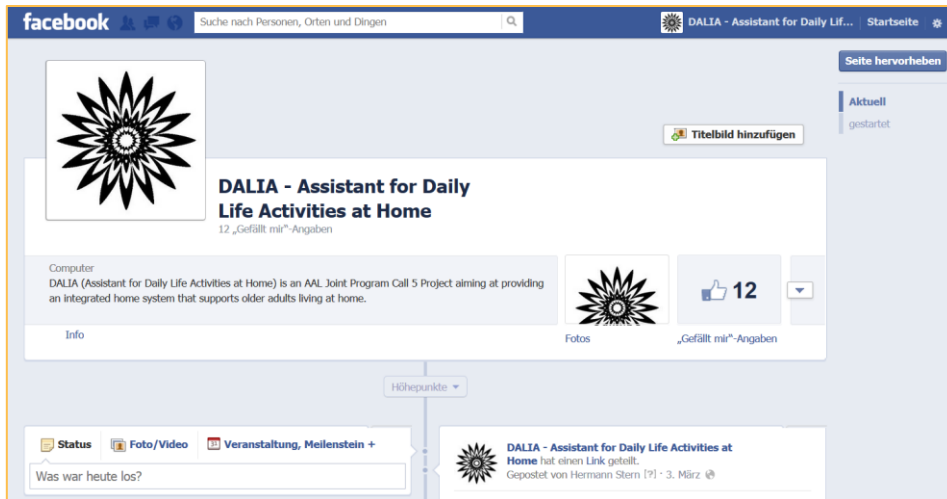 facebook
Suche nach Personen, Orten und Dingen
DALIA - Assistant for Daily Lif...
Startseite
Seite hervorheben
Aktuell
gestartet
Titelbild hinzufügen
DALIA - Assistant for Daily
Life Activities at Home
12 „Gefällt mir“-Angaben
Computer
DALIA (Assistant for Daily Life Activities at Home) is an AAL Joint Program Call 5 Project aiming at providing
an integrated home system that supports older adults living at home.
12
Info
Fotos
„Gefällt mir“-Angaben
Höhepunkte
Status
Foto/Video
31
Veranstaltung, Meilenstein +
Was war heute los?
DALIA - Assistant for Daily Life Activities at
Home hat einen Link geteilt.
Gepostet von Hermann Stern [?] · 3. März